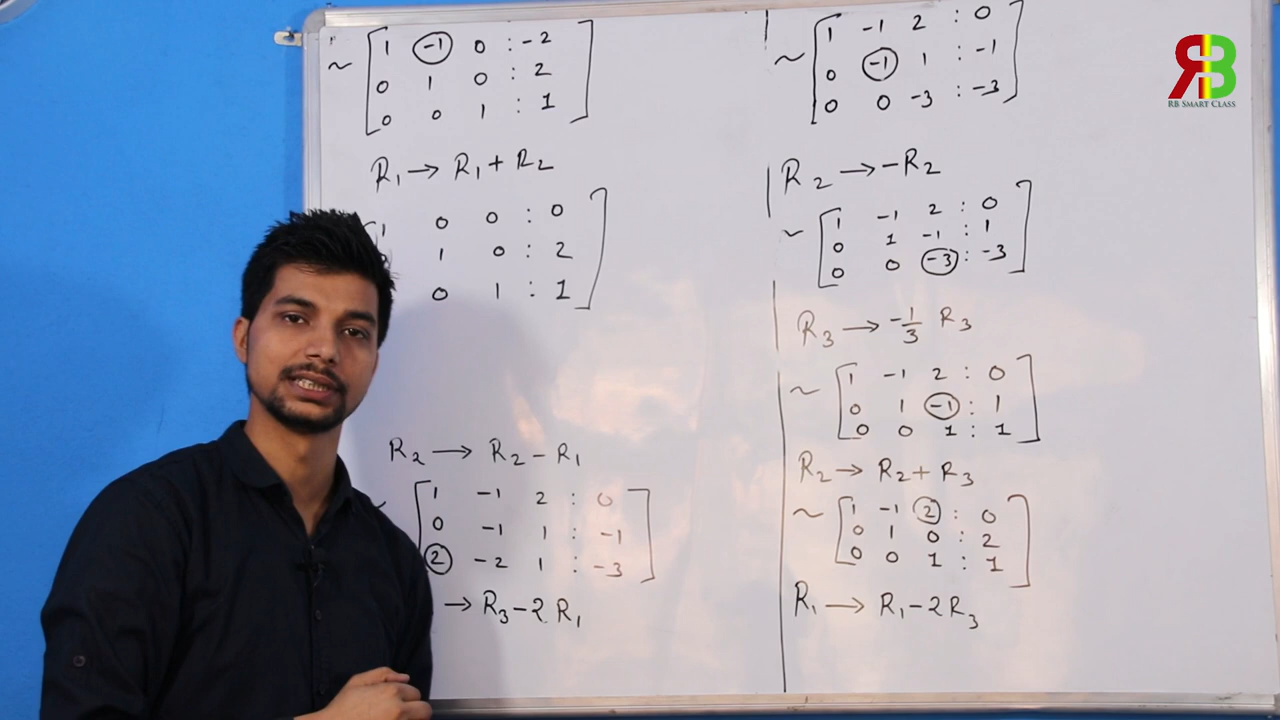 ~ [ 1 -1 0 : -2
0 1 0 : 2
0 0 1 : 1 ]
R₁ → R₁ + R₂
1 0 0 : 0
1 0 : 2
0 1 : 1 ]
R₂ → R₂ - R₁
~ [ 1 -1 2 : 0
0 -1 1 : -1
2 -2 1 : -3 ]
→ R₃ - 2 R₁
~ [ 1 -1 2 : 0
0 -1 1 : -1
0 0 -3 : -3 ]
R₂ → -R₂
~ [ 1 -1 2 : 0
0 1 -1 : 1
0 0 -3 : -3 ]
R₃ → -1/3 R₃
~ [ 1 -1 2 : 0
0 1 -1 : 1
0 0 1 : 1 ]
R₂ → R₂ + R₃
~ [ 1 -1 2 : 0
0 1 0 : 2
0 0 1 : 1 ]
R₁ → R₁ - 2R₃
RB
RB SMART CLASS